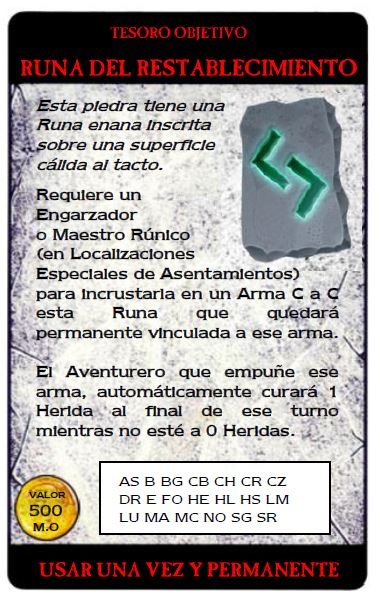 TESORO OBJETIVO
RUNA DEL RESTABLECIMIENTO
Esta piedra tiene una
Runa enana inscrita
sobre una superficie
cálida al tacto.
Requiere un
Engarzador
o Maestro Rúnico
(en Localizaciones
Especiales de Asentamientos)
para incrustarla en un Arma C a C
esta Runa que quedará
permanente vinculada a ese arma.
El Aventurero que empuñe ese
arma, automáticamente curará 1
Herida al final de ese turno
mientras no esté a 0 Heridas.
VALOR
500
M.O
AS B BG CB CH CR CZ
DR E FO HE HL HS LM
LU MA MC NO SG SR
USAR UNA VEZ Y PERMANENTE